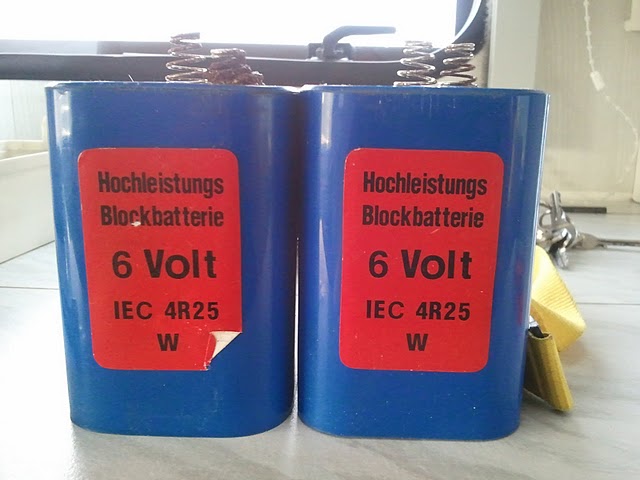 Hochleistungs
Blockbatterie
6 Volt
IEC 4R25
W
Hochleistungs
Blockbatterie
6 Volt
IEC 4R25
W